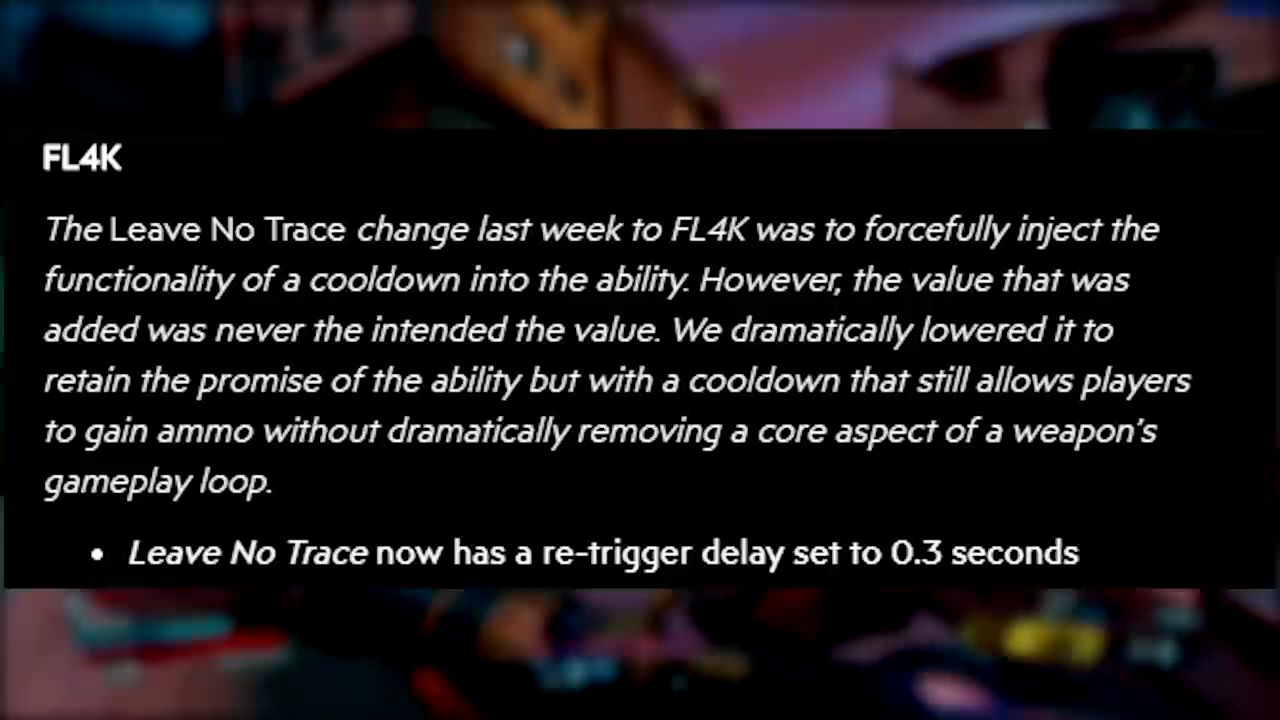 FL4K
The Leave No Trace change last week to FL4K was to forcefully inject the
functionality of a cooldown into the ability. However, the value that was
added was never the intended the value. We dramatically lowered it to
retain the promise of the ability but with a cooldown that still allows players
to gain ammo without dramatically removing a core aspect of a weapon's
gameplay loop.
• Leave No Trace now has a re-trigger delay set to 0.3 seconds